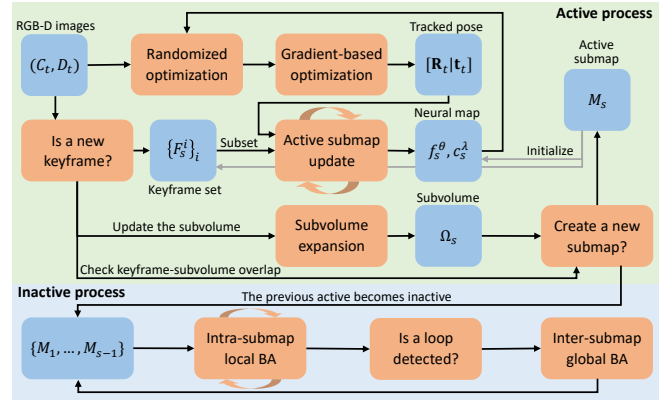 RGB-D images
Active process
(C_t, D_t)
Randomized
optimization
Gradient-based
optimization
Tracked pose
[R_t|t_t]
Active
submap
M_s
Is a new
keyframe?
{F_s^i}_i
Keyframe set
Subset
Active submap
update
Neural map
f_s^θ, c_s^λ
Initialize
Update the subvolume
Subvolume
expansion
Subvolume
Ω_s
Create a new
submap?
Check keyframe-subvolume overlap
Inactive process
The previous active becomes inactive
{M_1, …, M_{s−1}}
Intra-submap
local BA
Is a loop
detected?
Inter-submap
global BA